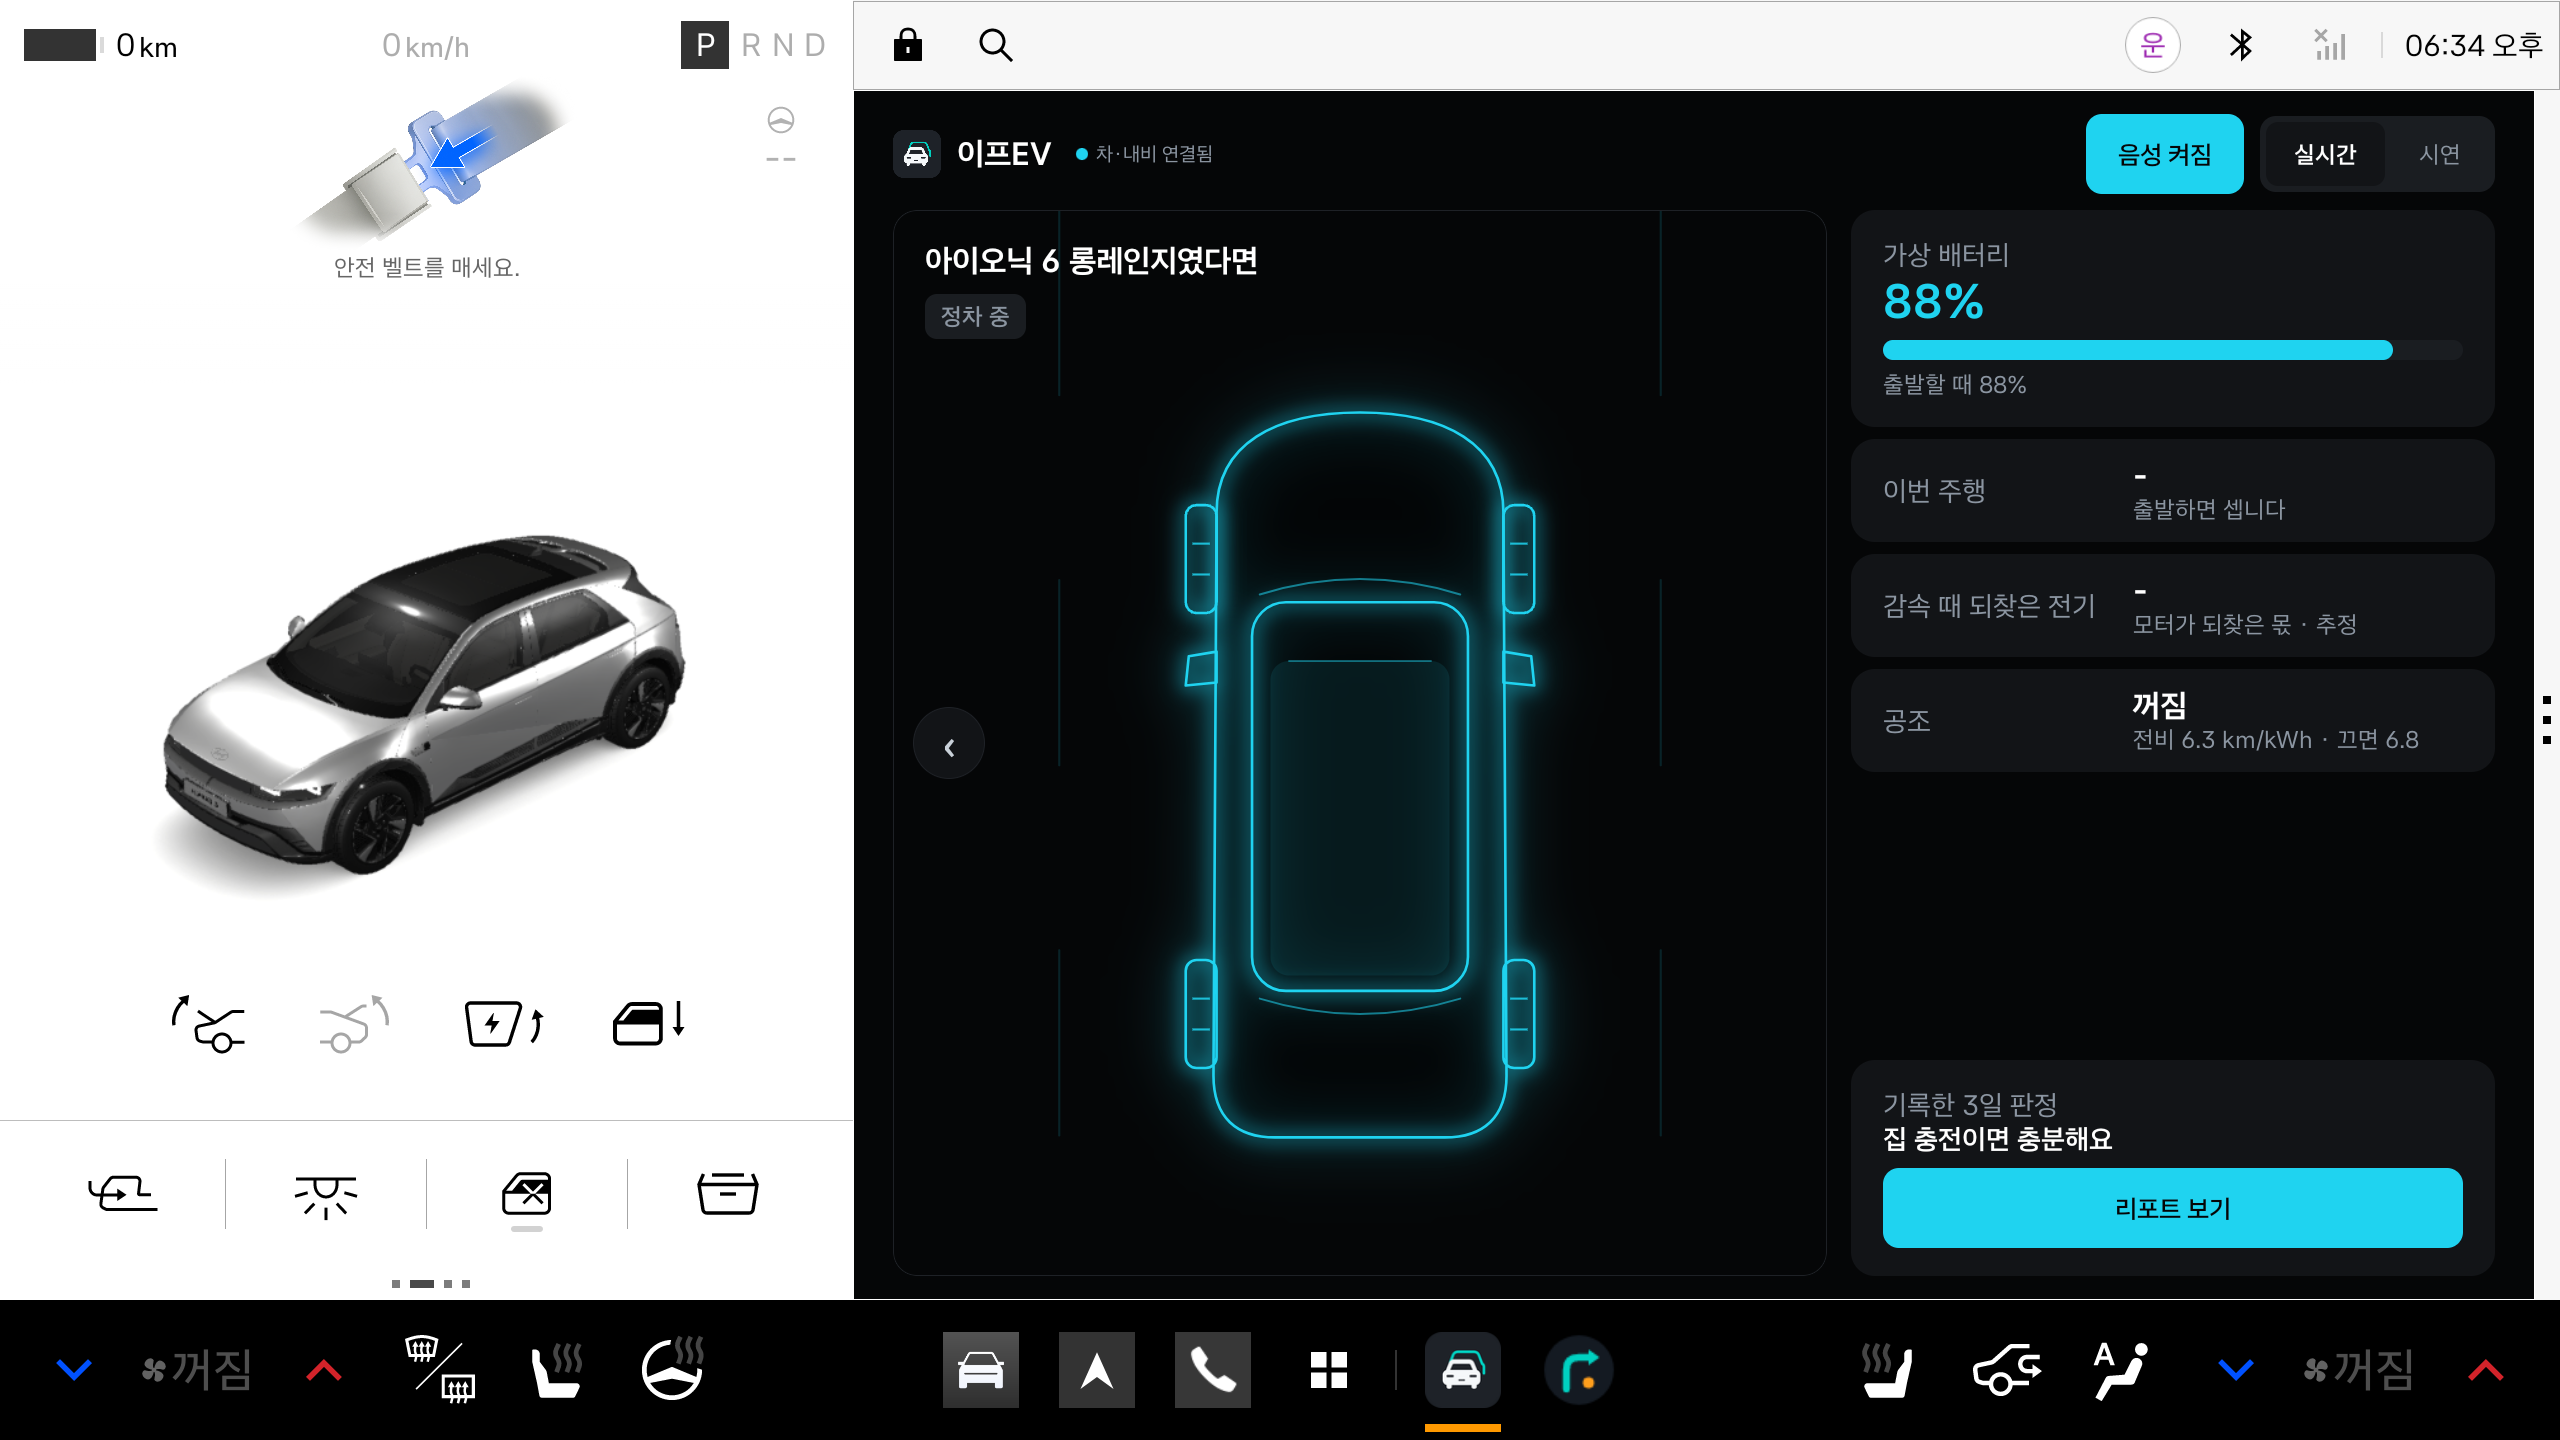 0 km
0 km/h
P R N D
안전 벨트를 매세요.
운
06:34 오후
이프EV
차·내비 연결됨
음성 켜짐
실시간
시연
아이오닉 6 롱레인지였다면
정차 중
가상 배터리
88%
출발할 때 88%
이번 주행
-
출발하면 셉니다
감속 때 되찾은 전기
-
모터가 되찾은 몫 · 추정
공조
꺼짐
전비 6.3 km/kWh · 끄면 6.8
기록한 3일 판정
집 충전이면 충분해요
리포트 보기
꺼짐
A
꺼짐